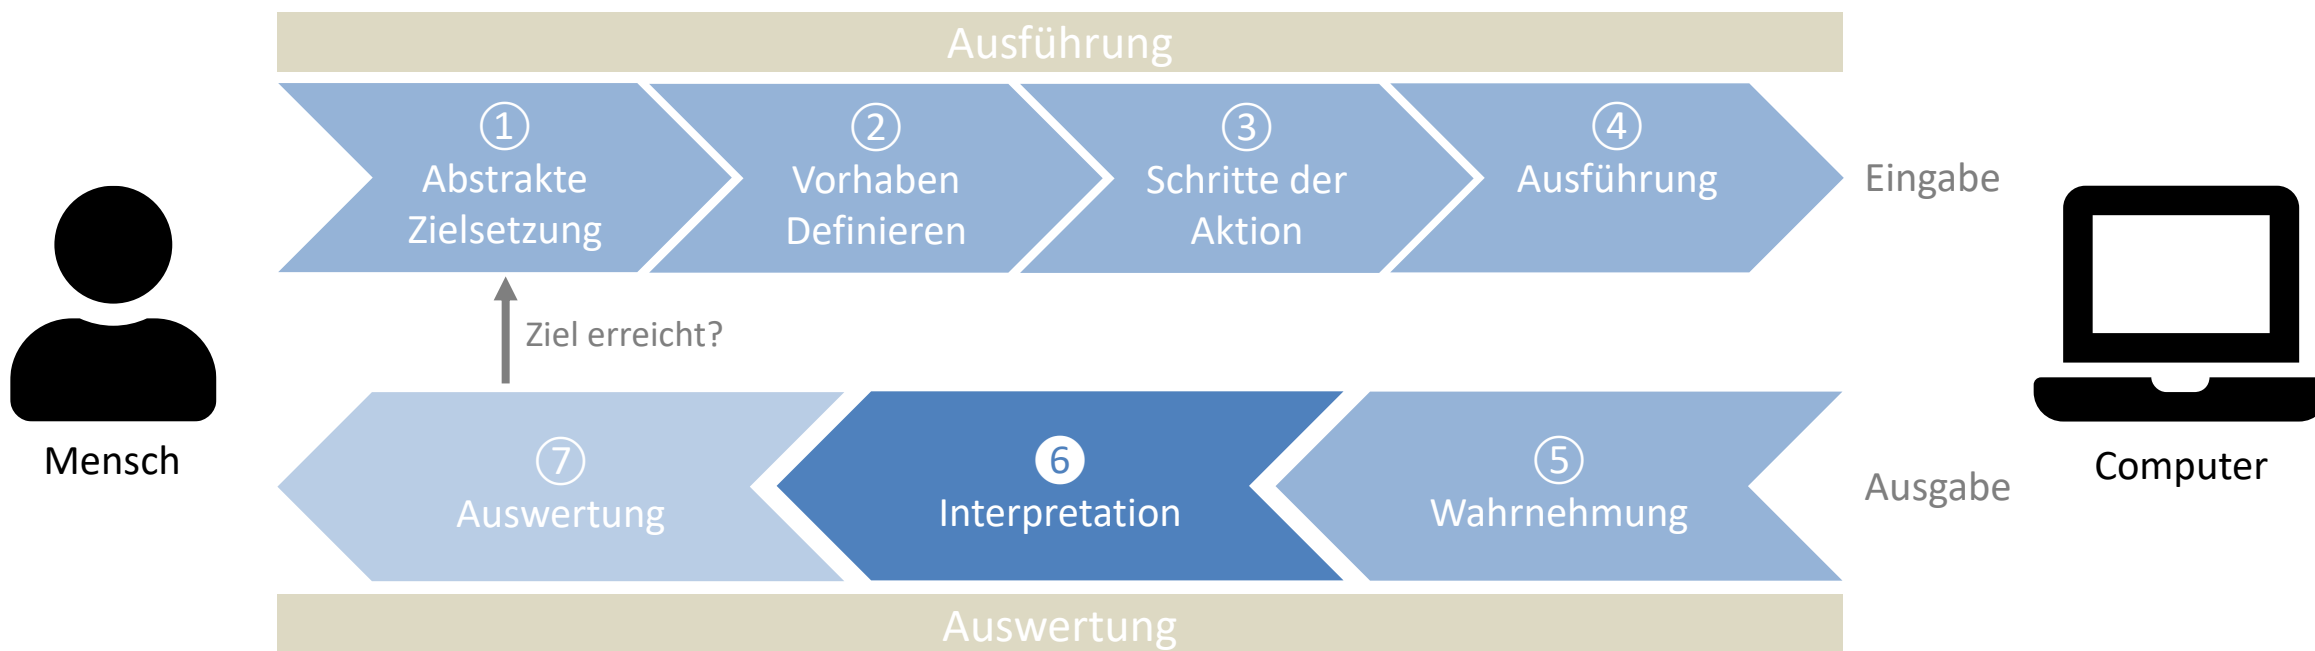 Ausführung
①
Abstrakte
Zielsetzung
②
Vorhaben
Definieren
③
Schritte der
Aktion
④
Ausführung
Eingabe
Ziel erreicht?
Mensch
⑦
Auswertung
❻
Interpretation
⑤
Wahrnehmung
Ausgabe
Computer
Auswertung